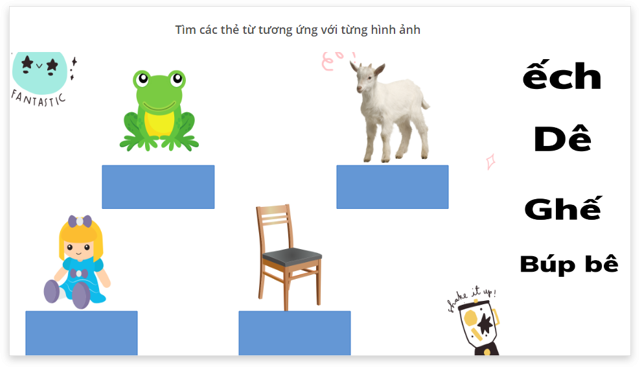 Tìm các thẻ từ tương ứng với từng hình ảnh
FANTASTIC
ếch
Dê
Ghế
Búp bê
shake it up!